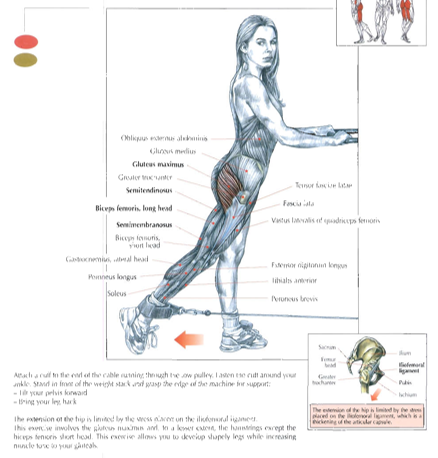 Obliquus externus abdominis
Gluteus medius
Gluteus maximus
Greater trochanter
Semitendinosus
Tensor fasciae latae
Fascia lata
Biceps femoris, long head
Vastus lateralis of quadriceps femoris
Semimembranosus
Biceps femoris,
short head
Gastrocnemius, lateral head
Extensor digitorum longus
Peroneus longus
Tibialis anterior
Soleus
Peroneus brevis
Attach a cuff to the end of the cable running through the low pulley. Fasten the cuff around your
ankle. Stand in front of the weight stack and grasp the edge of the machine for support:
– Tilt your pelvis forward
– Bring your leg back
The extension of the hip is limited by the stress placed on the iliofemoral ligament.
This exercise involves the gluteus maximus and, to a lesser extent, the hamstrings except the
biceps femoris short head. This exercise allows you to develop shapely legs while increasing
muscle tone in your gluteals.
Sacrum
Femur
head
Greater
trochanter
Ilium
Iliofemoral
ligament
Pubis
Ischium
The extension of the hip is limited by the stress
placed on the iliofemoral ligament, which is a
thickening of the articular capsule.